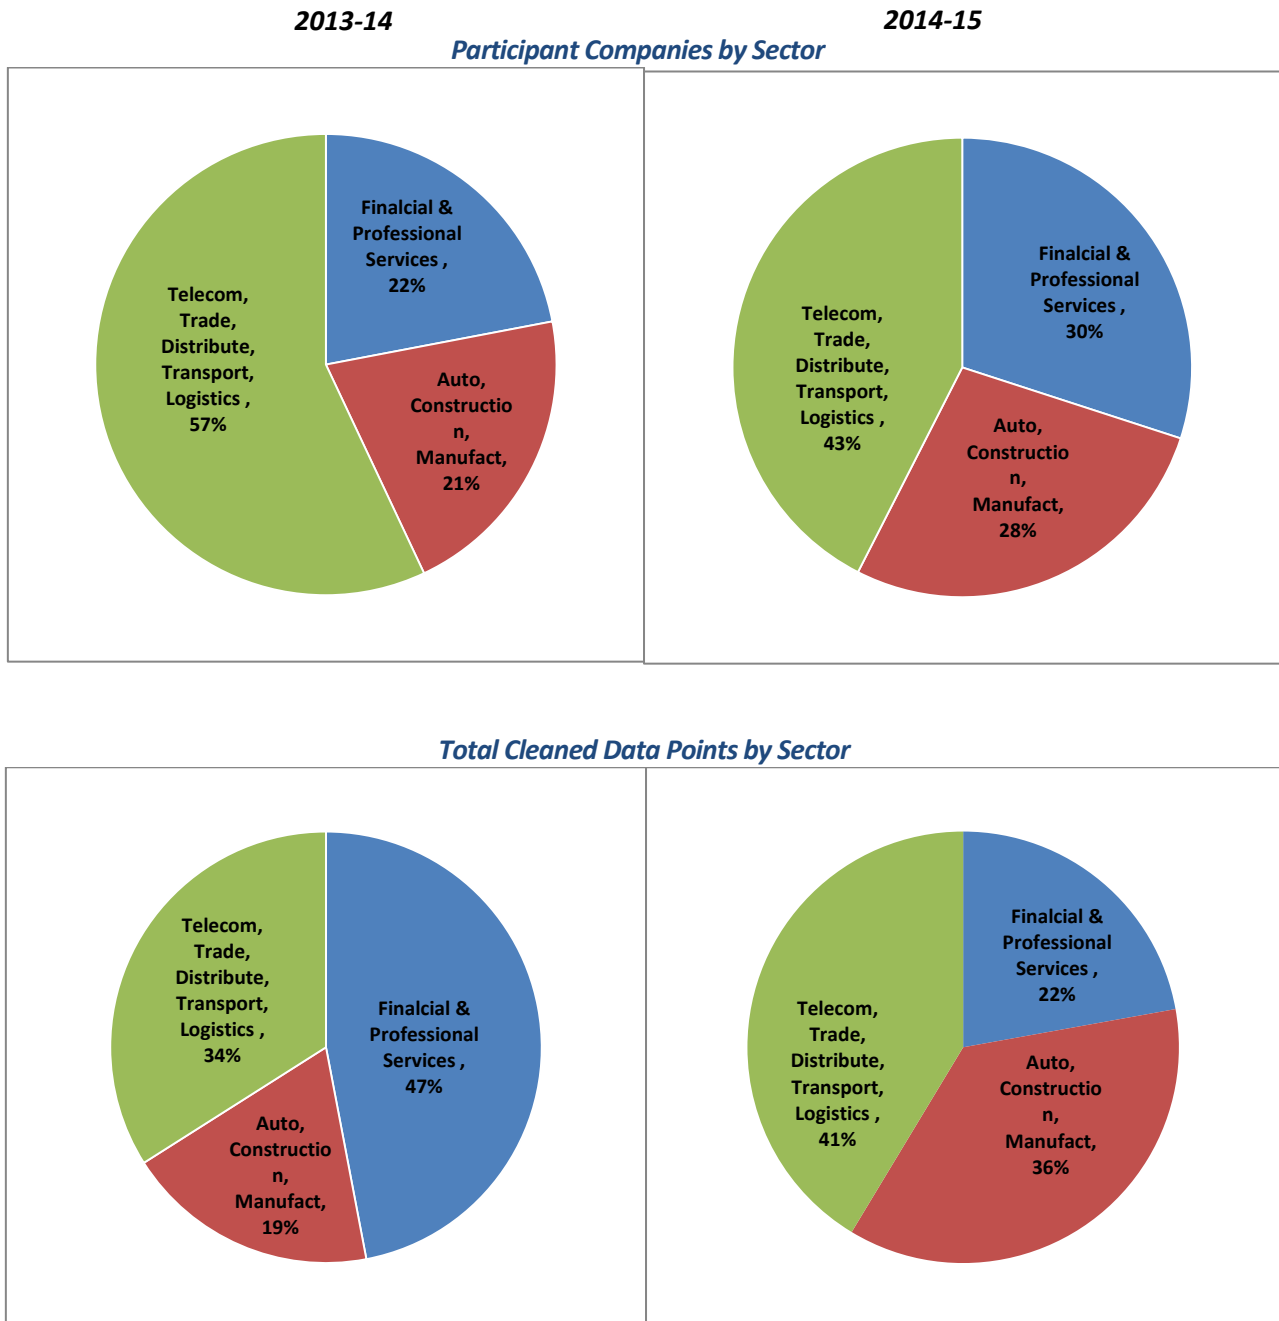 2013-14
2014-15
Participant Companies by Sector
Finalcial &
Professional
Services ,
22%
Auto,
Constructio
n,
Manufact,
21%
Telecom,
Trade,
Distribute,
Transport,
Logistics ,
57%
Finalcial &
Professional
Services ,
30%
Auto,
Constructio
n,
Manufact,
28%
Telecom,
Trade,
Distribute,
Transport,
Logistics ,
43%
Total Cleaned Data Points by Sector
Finalcial &
Professional
Services ,
47%
Auto,
Constructio
n,
Manufact,
19%
Telecom,
Trade,
Distribute,
Transport,
Logistics ,
34%
Finalcial &
Professional
Services ,
22%
Auto,
Constructio
n,
Manufact,
36%
Telecom,
Trade,
Distribute,
Transport,
Logistics ,
41%